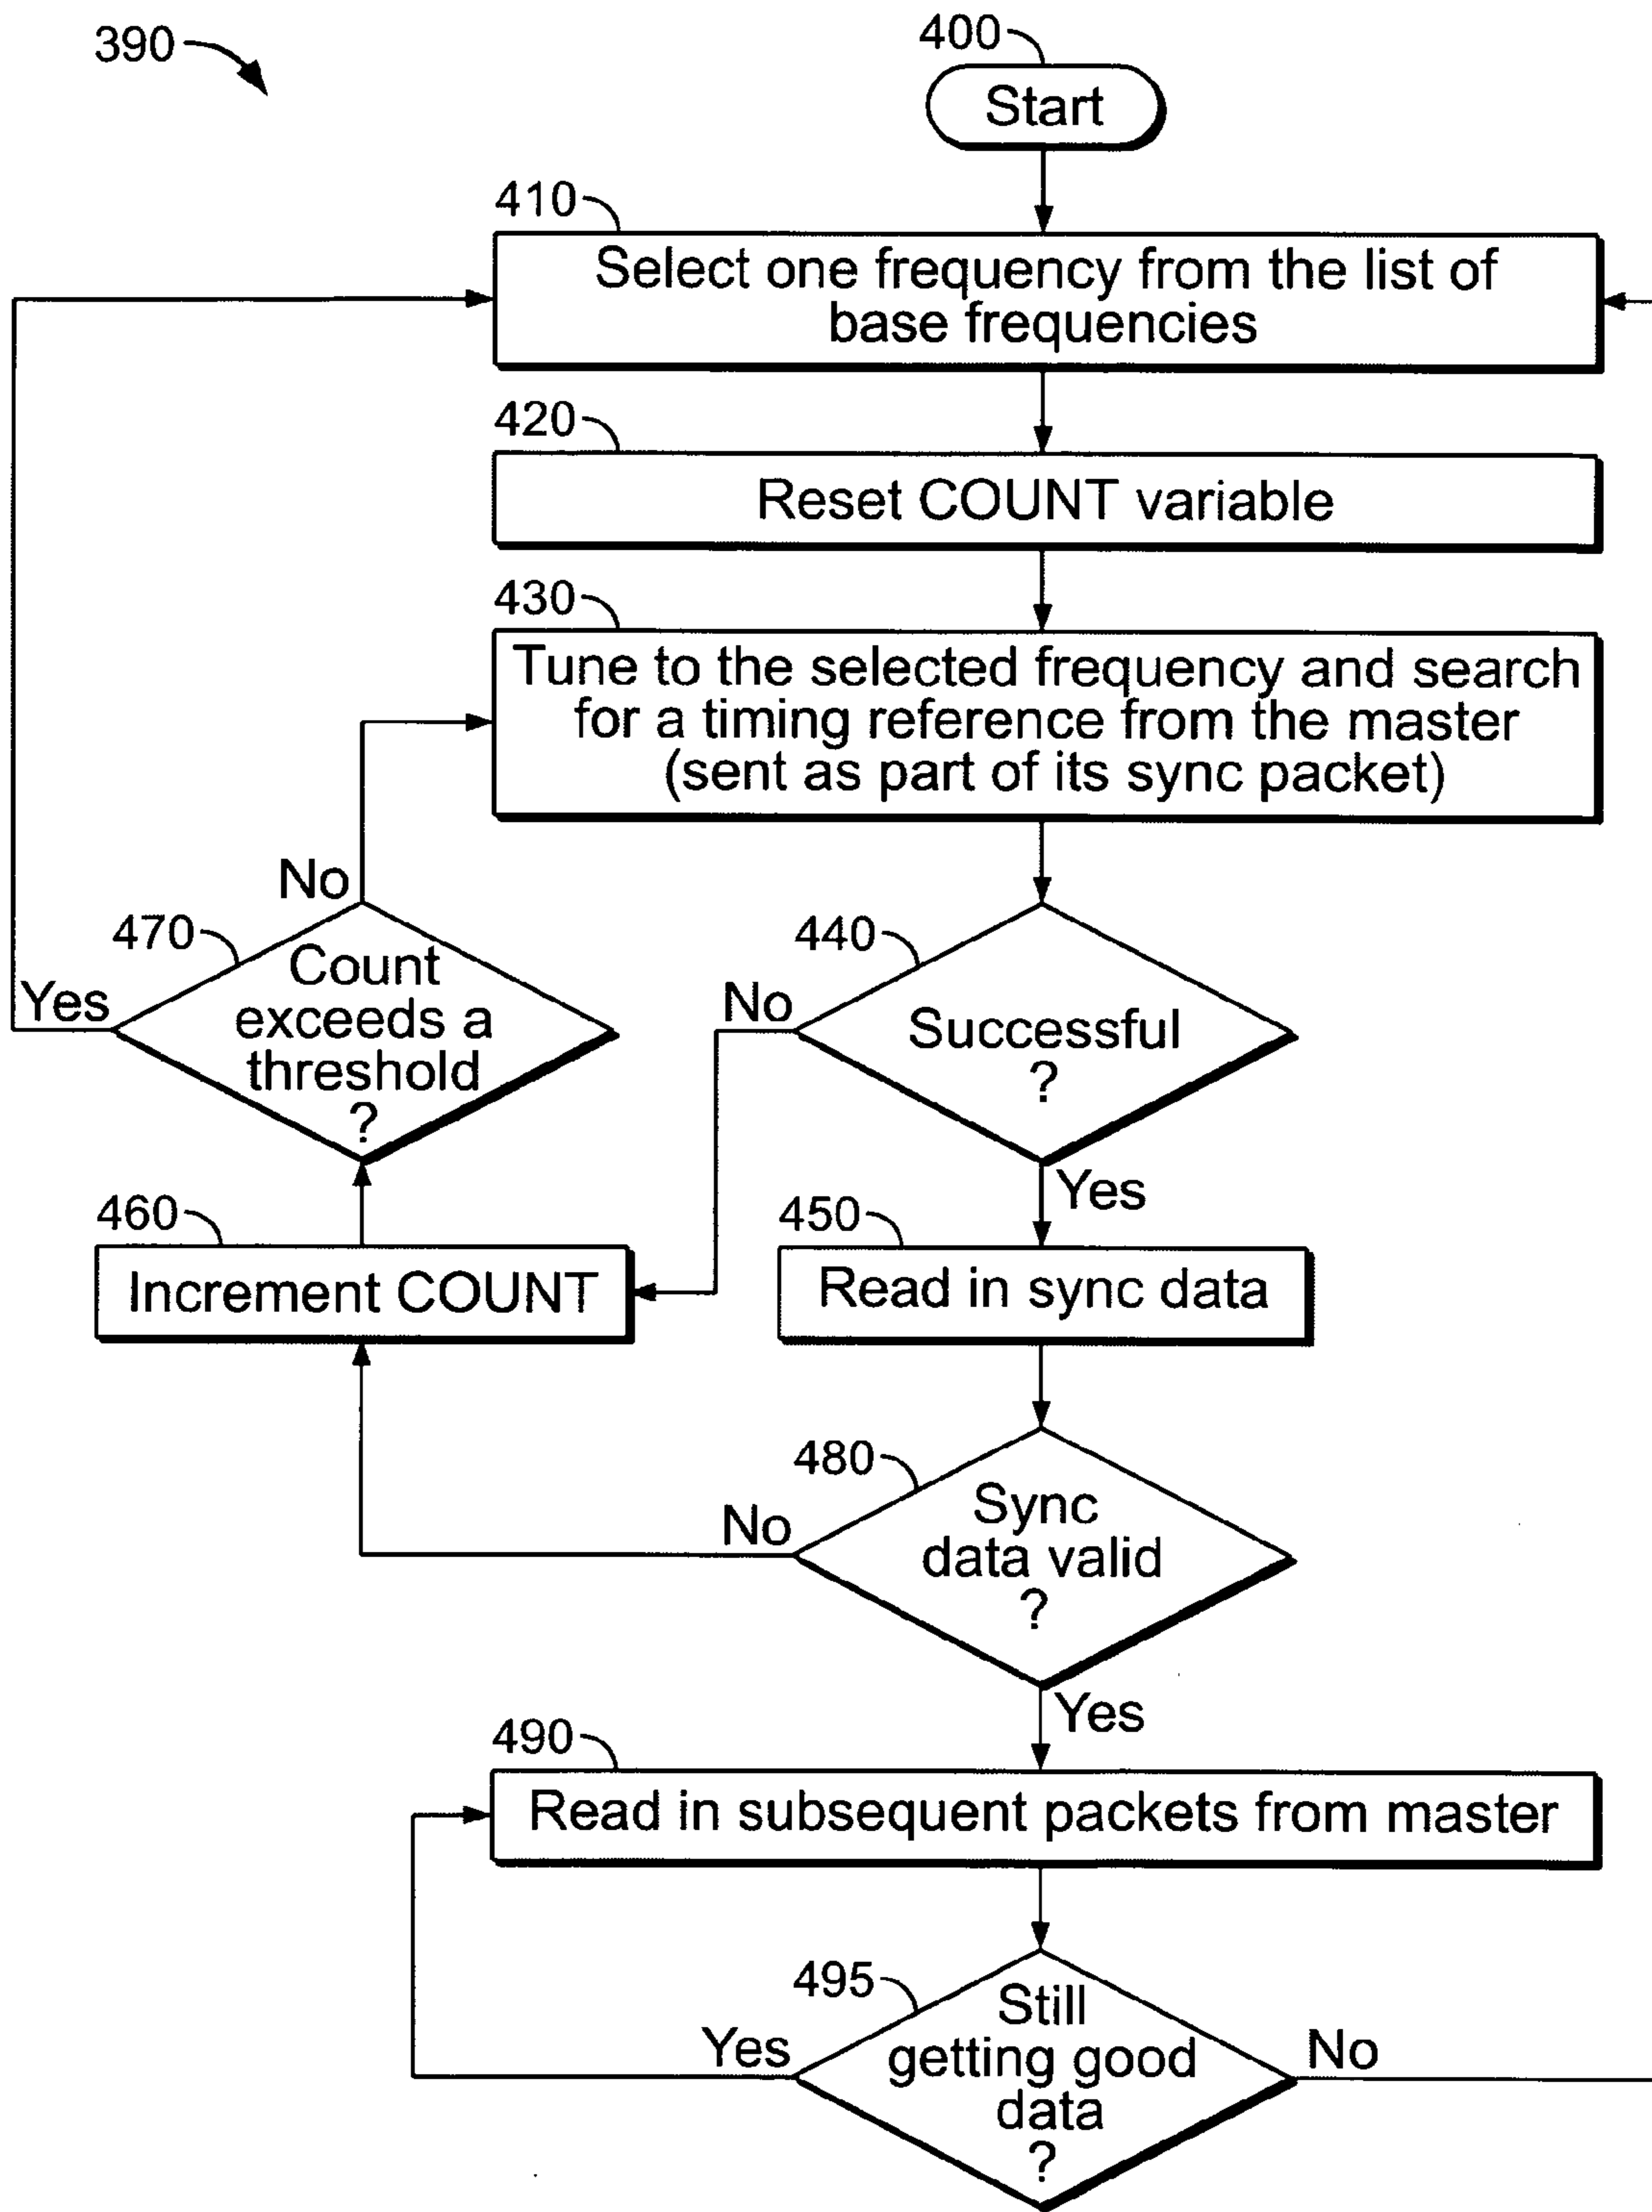 390
400
Start
410
Select one frequency from the list of
base frequencies
420
Reset COUNT variable
430
Tune to the selected frequency and search
for a timing reference from the master
(sent as part of its sync packet)
No
470
Count
exceeds a
threshold
?
Yes
440
No
Successful
?
Yes
460
Increment COUNT
450
Read in sync data
480
No
Sync
data valid
?
Yes
490
Read in subsequent packets from master
495
Yes
Still
getting good
data
?
No